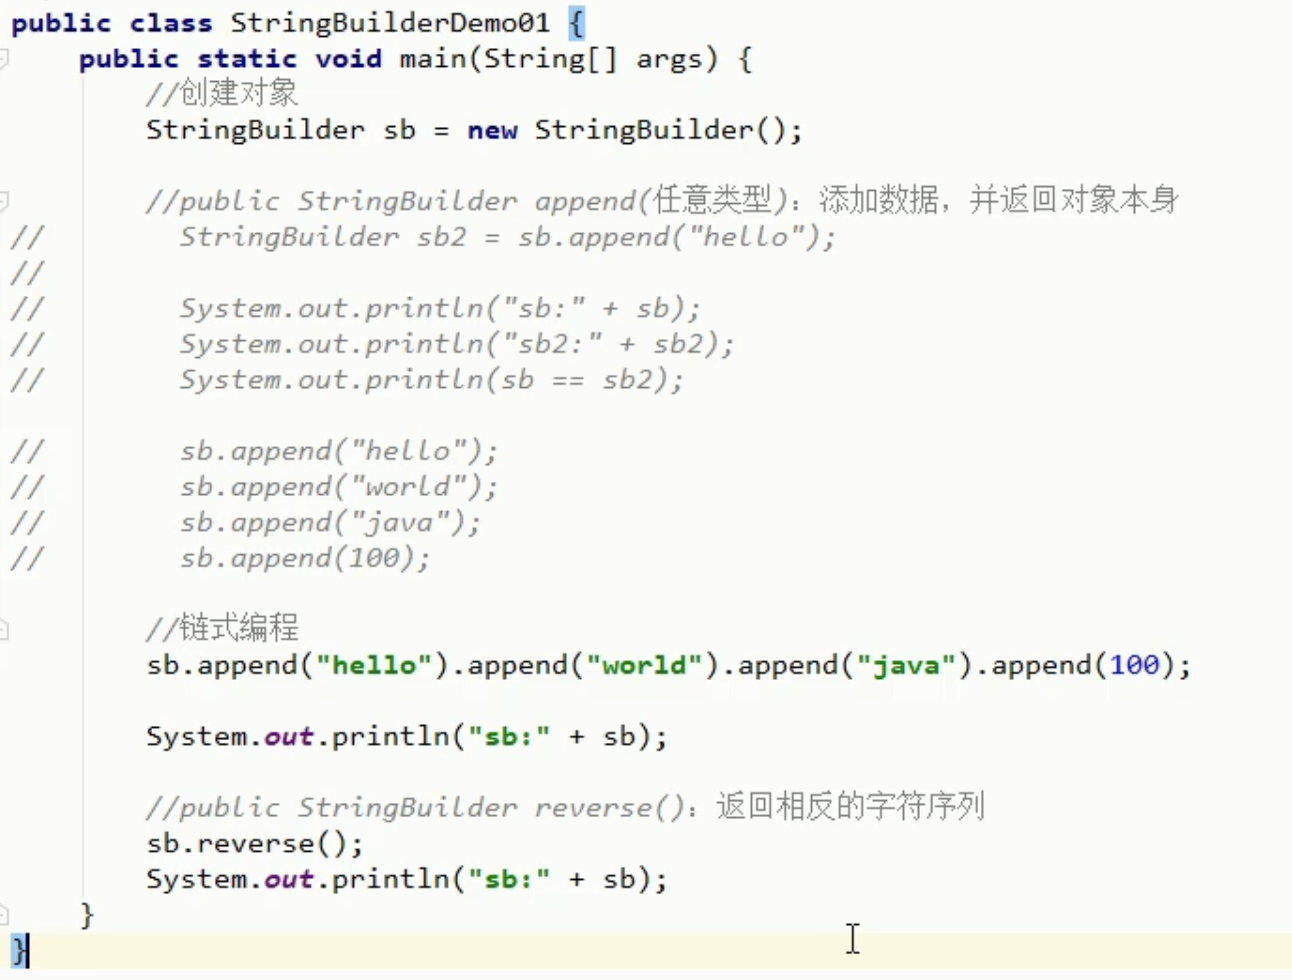 public class StringBuilderDemo01 {
public static void main(String[] args) {
//创建对象
StringBuilder sb = new StringBuilder();
//public StringBuilder append(任意类型)：添加数据，并返回对象本身
// StringBuilder sb2 = sb.append("hello");
//
// System.out.println("sb:" + sb);
// System.out.println("sb2:" + sb2);
// System.out.println(sb == sb2);
// sb.append("hello");
// sb.append("world");
// sb.append("java");
// sb.append(100);
//链式编程
sb.append("hello").append("world").append("java").append(100);
System.out.println("sb:" + sb);
//public StringBuilder reverse()：返回相反的字符序列
sb.reverse();
System.out.println("sb:" + sb);
}
}